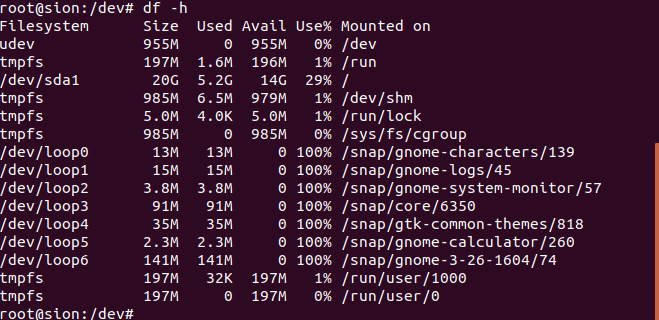 root@sion:/dev# df -h
Filesystem      Size  Used Avail Use% Mounted on
udev            955M     0  955M   0% /dev
tmpfs           197M  1.6M  196M   1% /run
/dev/sda1        20G  5.2G   14G  29% /
tmpfs           985M  6.5M  979M   1% /dev/shm
tmpfs           5.0M  4.0K  5.0M   1% /run/lock
tmpfs           985M     0  985M   0% /sys/fs/cgroup
/dev/loop0       13M   13M     0 100% /snap/gnome-characters/139
/dev/loop1       15M   15M     0 100% /snap/gnome-logs/45
/dev/loop2      3.8M  3.8M     0 100% /snap/gnome-system-monitor/57
/dev/loop3       91M   91M     0 100% /snap/core/6350
/dev/loop4       35M   35M     0 100% /snap/gtk-common-themes/818
/dev/loop5      2.3M  2.3M     0 100% /snap/gnome-calculator/260
/dev/loop6      141M  141M     0 100% /snap/gnome-3-26-1604/74
tmpfs           197M   32K  197M   1% /run/user/1000
tmpfs           197M     0  197M   0% /run/user/0
root@sion:/dev#